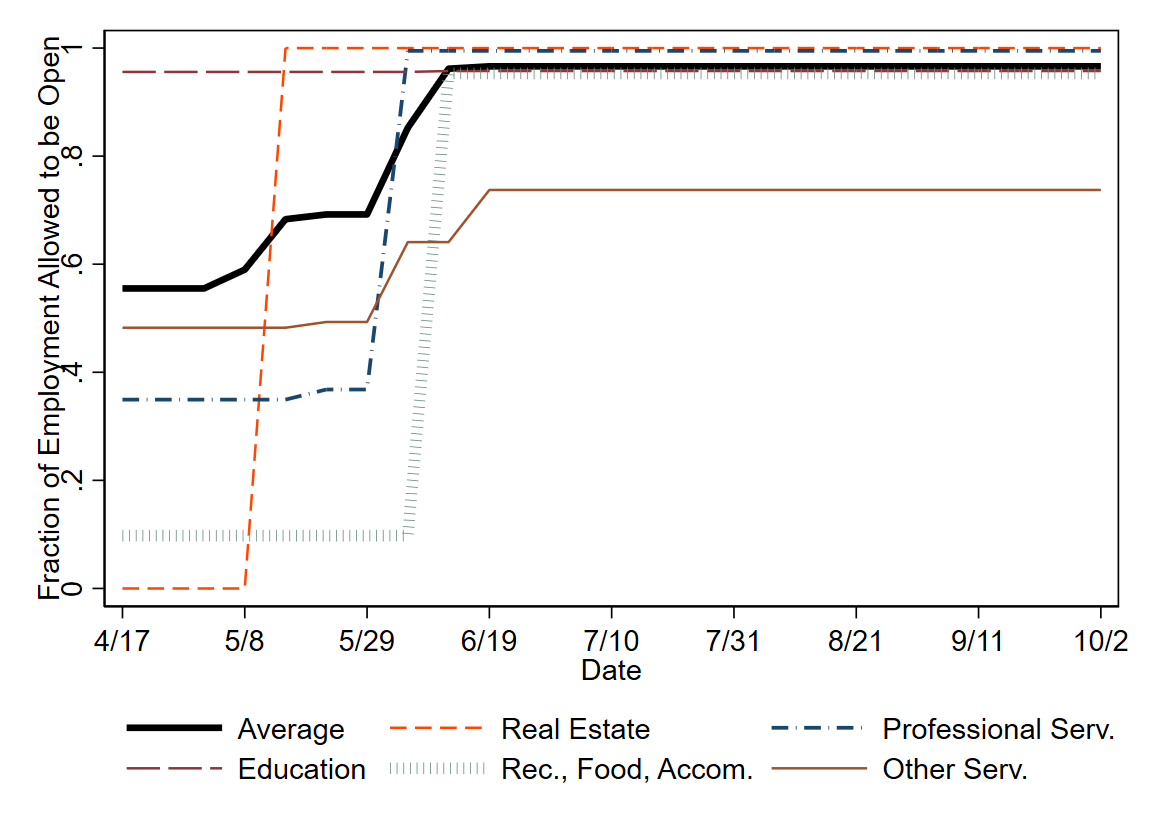 Fraction of Employment Allowed to be Open
1
.8
.6
.4
.2
0
4/17 5/8 5/29 6/19 7/10 7/31 8/21 9/11 10/2
Date
Average Real Estate Professional Serv.
Education Rec., Food, Accom. Other Serv.